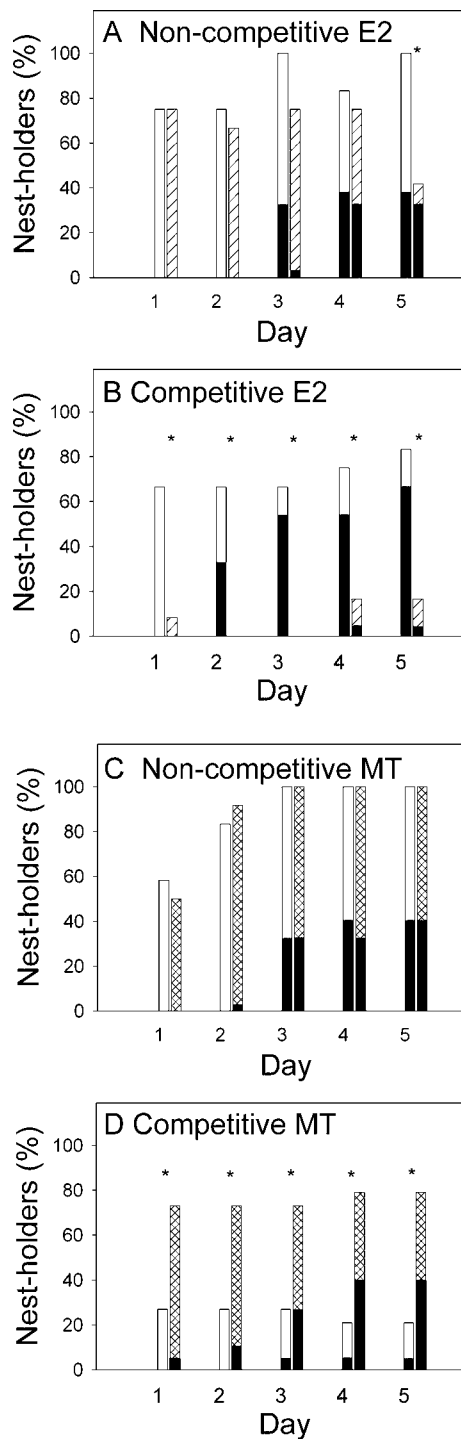 A Non-competitive E2
*
Nest-holders (%)
100
80
60
40
20
0
1 2 3 4 5
Day
B Competitive E2
* * * * *
Nest-holders (%)
100
80
60
40
20
0
1 2 3 4 5
Day
C Non-competitive MT
Nest-holders (%)
100
80
60
40
20
0
1 2 3 4 5
Day
D Competitive MT
* * * * *
Nest-holders (%)
100
80
60
40
20
0
1 2 3 4 5
Day